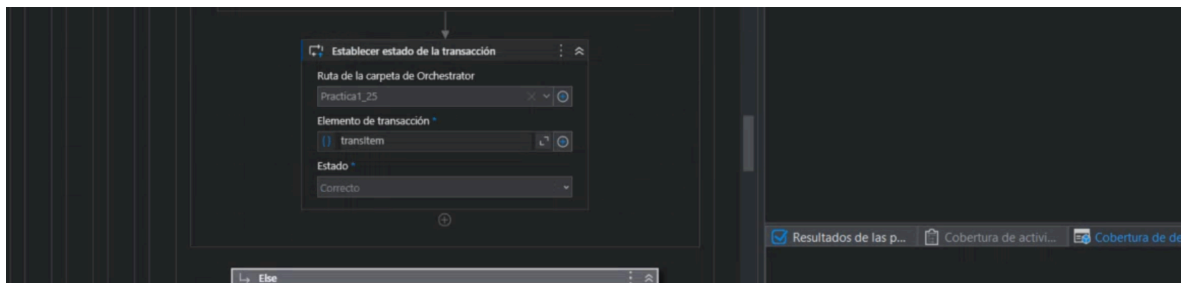 Establecer estado de la transacción
Ruta de la carpeta de Orchestrator
Practica1_25
Elemento de transacción *
transItem
Estado *
Correcto
Resultados de las p... Cobertura de activi... Cobertura de de
Else